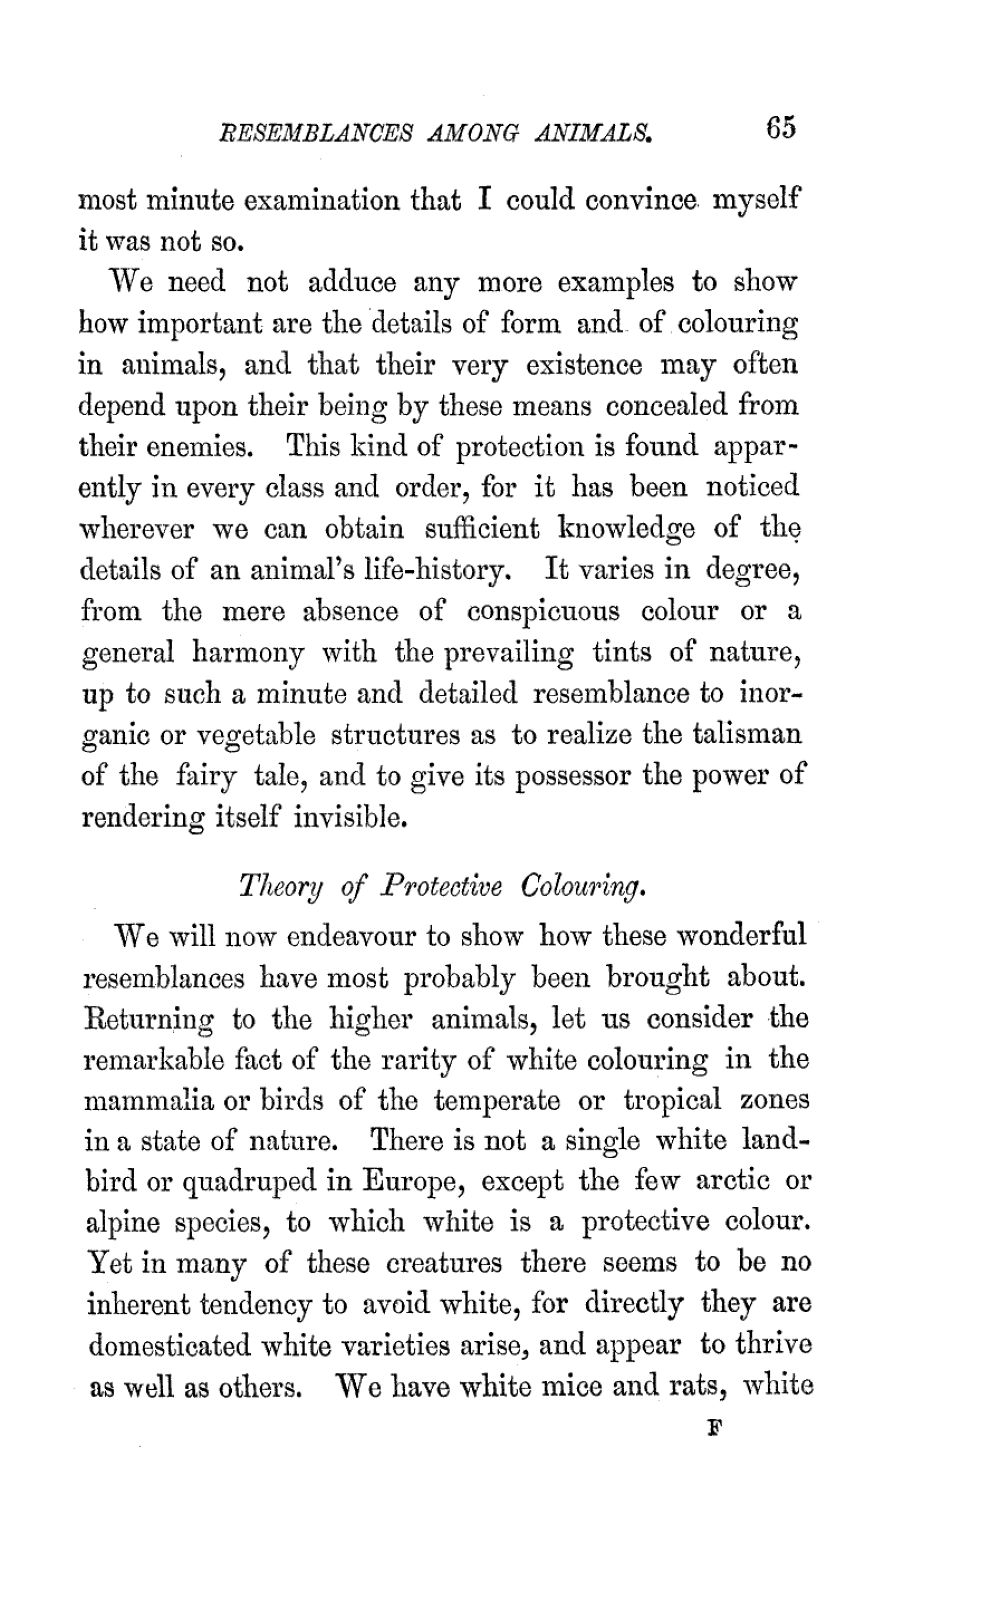 RESEMBLANCES AMONG ANIMALS. 65
most minute examination that I could convince myself
it was not so.
We need not adduce any more examples to show
how important are the details of form and of colouring
in animals, and that their very existence may often
depend upon their being by these means concealed from
their enemies. This kind of protection is found appar-
ently in every class and order, for it has been noticed
wherever we can obtain sufficient knowledge of the
details of an animal's life-history. It varies in degree,
from the mere absence of conspicuous colour or a
general harmony with the prevailing tints of nature,
up to such a minute and detailed resemblance to inor-
ganic or vegetable structures as to realize the talisman
of the fairy tale, and to give its possessor the power of
rendering itself invisible.
Theory of Protective Colouring.
We will now endeavour to show how these wonderful
resemblances have most probably been brought about.
Returning to the higher animals, let us consider the
remarkable fact of the rarity of white colouring in the
mammalia or birds of the temperate or tropical zones
in a state of nature. There is not a single white land-
bird or quadruped in Europe, except the few arctic or
alpine species, to which white is a protective colour.
Yet in many of these creatures there seems to be no
inherent tendency to avoid white, for directly they are
domesticated white varieties arise, and appear to thrive
as well as others. We have white mice and rats, white
F